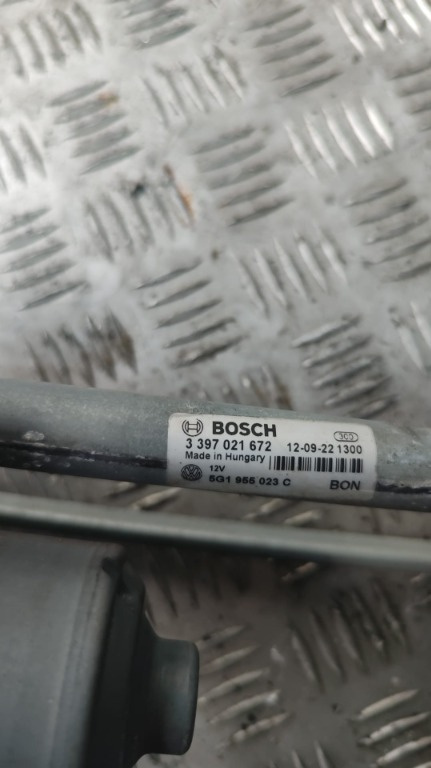 BOSCH
3 397 021 672 12-09-22 1300
Made in Hungary
12V
5G1 955 023 C BON